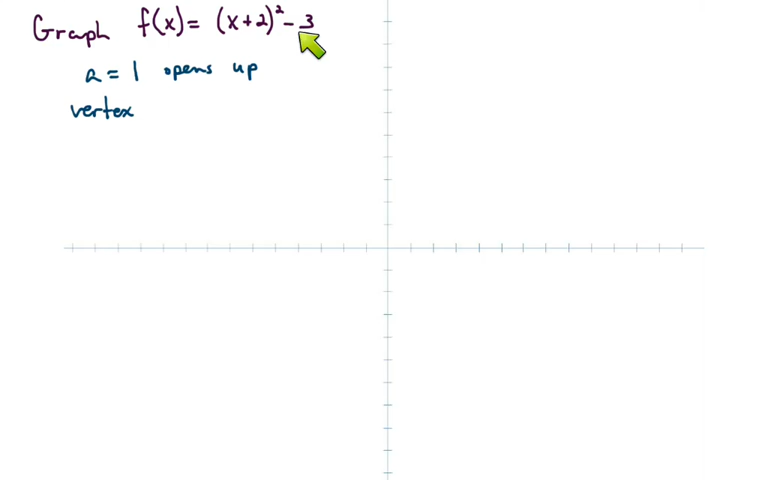 Graph f(x) = (x+2)² - 3
a = 1 opens up
vertex